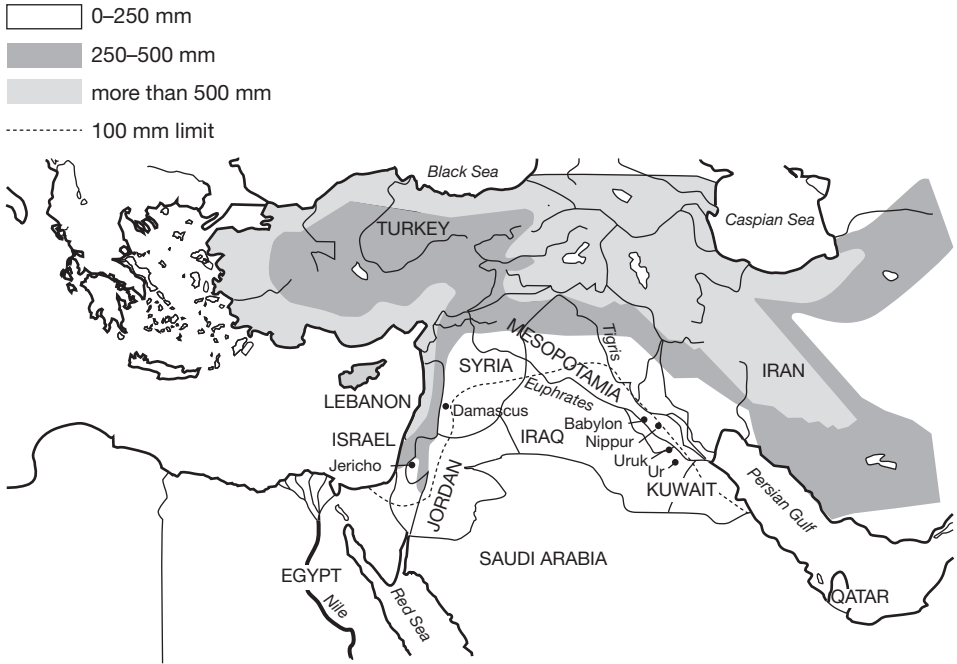 0–250 mm
250–500 mm
more than 500 mm
100 mm limit
Black Sea
Caspian Sea
TURKEY
MESOPOTAMIA
Tigris
SYRIA
IRAN
Euphrates
LEBANON
Damascus
Babylon
IRAQ
ISRAEL
Nippur
Jericho
Uruk
Ur
KUWAIT
JORDAN
Persian Gulf
SAUDI ARABIA
EGYPT
Nile
Red Sea
QATAR